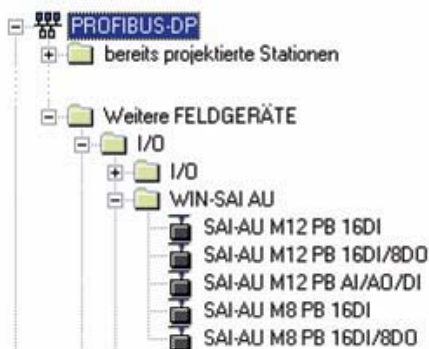 PROFIBUS-DP
bereits projektierte Stationen
Weitere FELDGERÄTE
I/O
I/O
WIN-SAI AU
SAI-AU M12 PB 16DI
SAI-AU M12 PB 16DI/8DO
SAI-AU M12 PB AI/AO/DI
SAI-AU M8 PB 16DI
SAI-AU M8 PB 16DI/8DO